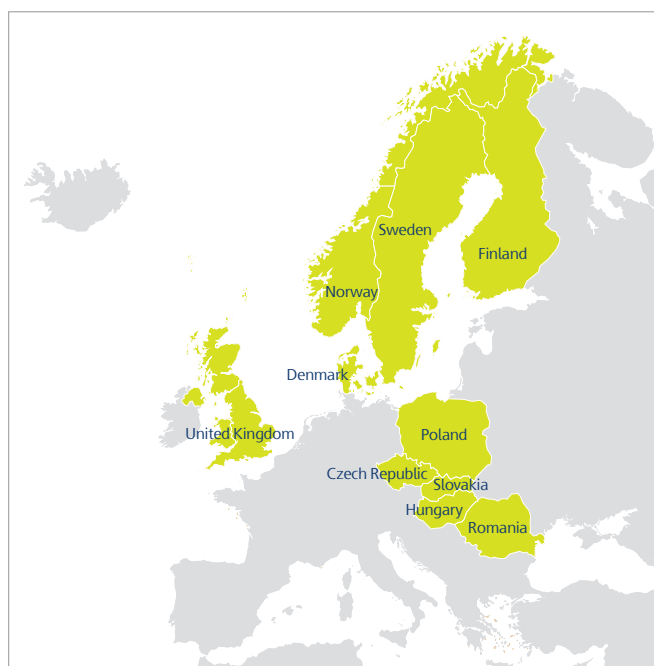 Sweden
Finland
Norway
Denmark
United Kingdom
Poland
Czech Republic
Slovakia
Hungary
Romania